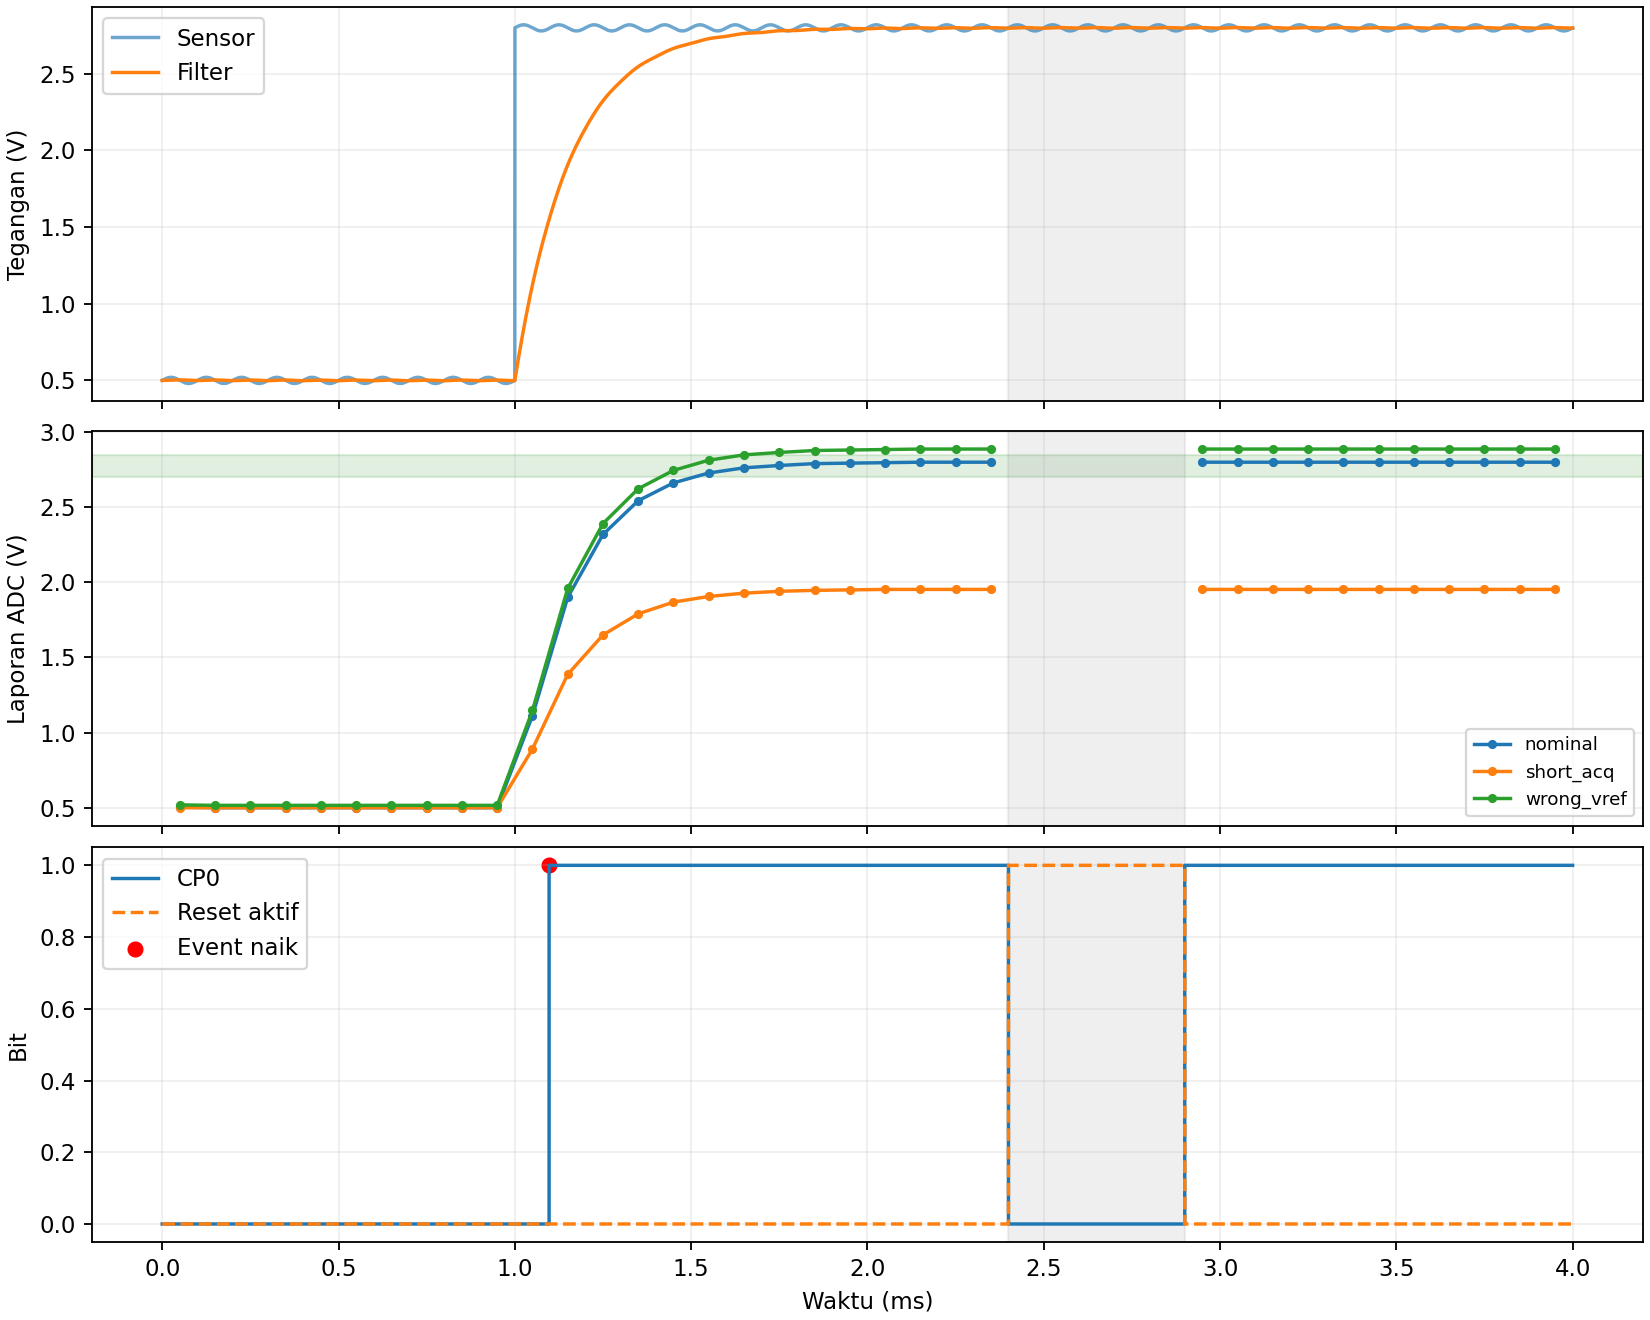 Sensor
Filter
Tegangan (V)
2.5
2.0
1.5
1.0
0.5
Laporan ADC (V)
3.0
2.5
2.0
1.5
1.0
0.5
nominal
short_acq
wrong_vref
CP0
Reset aktif
Event naik
Bit
1.0
0.8
0.6
0.4
0.2
0.0
0.0 0.5 1.0 1.5 2.0 2.5 3.0 3.5 4.0
Waktu (ms)